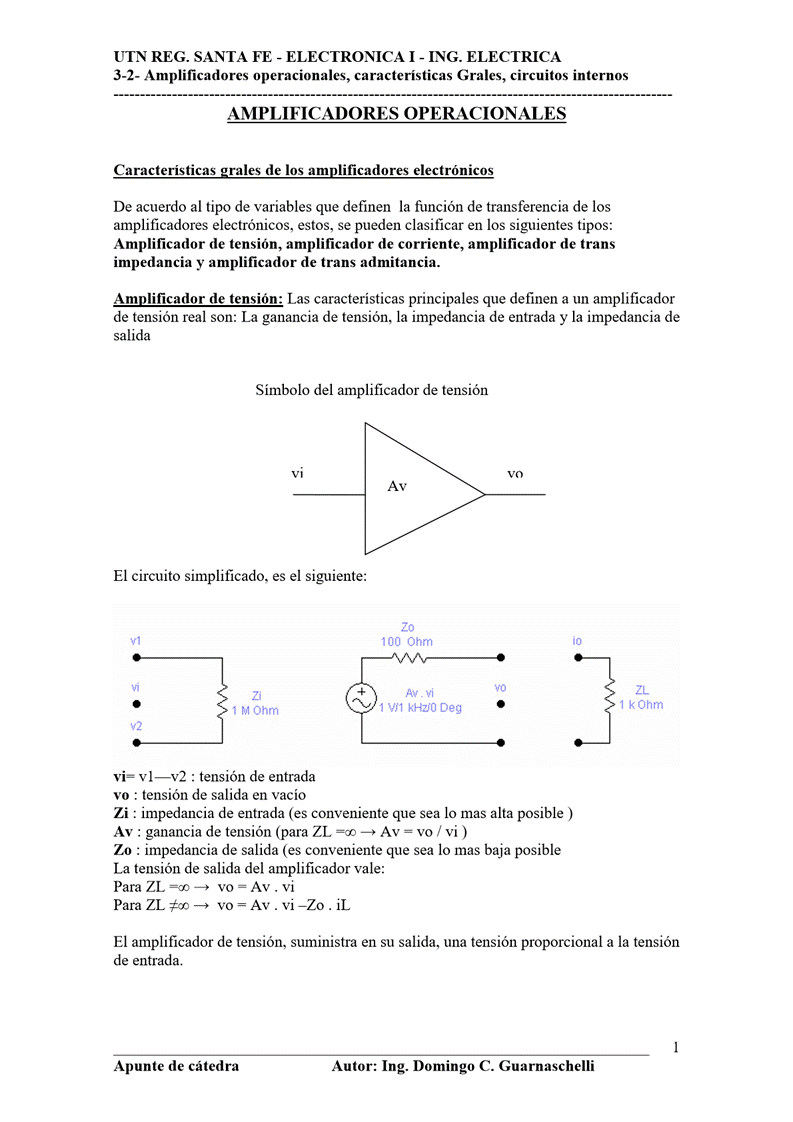 UTN REG. SANTA FE - ELECTRONICA I - ING. ELECTRICA
3-2- Amplificadores operacionales, características Grales, circuitos internos
------------------------------------------------------------------------------------------------------------
AMPLIFICADORES OPERACIONALES
Características grales de los amplificadores electrónicos
De acuerdo al tipo de variables que definen  la función de transferencia de los
amplificadores electrónicos, estos, se pueden clasificar en los siguientes tipos:
Amplificador de tensión, amplificador de corriente, amplificador de trans
impedancia y amplificador de trans admitancia.
Amplificador de tensión: Las características principales que definen a un amplificador
de tensión real son: La ganancia de tensión, la impedancia de entrada y la impedancia de
salida
Símbolo del amplificador de tensión
vi
Av
vo
El circuito simplificado, es el siguiente:
v1
vi
v2
Zi
1 M Ohm
Zo
100 Ohm
Av . vi
1 V/1 kHz/0 Deg
vo
io
ZL
1 k Ohm
vi= v1—v2 : tensión de entrada
vo : tensión de salida en vacío
Zi : impedancia de entrada (es conveniente que sea lo mas alta posible )
Av : ganancia de tensión (para ZL =∞ → Av = vo / vi )
Zo : impedancia de salida (es conveniente que sea lo mas baja posible
La tensión de salida del amplificador vale:
Para ZL =∞ →  vo = Av . vi
Para ZL ≠∞ →  vo = Av . vi –Zo . iL
El amplificador de tensión, suministra en su salida, una tensión proporcional a la tensión
de entrada.
1
Apunte de cátedra Autor: Ing. Domingo C. Guarnaschelli